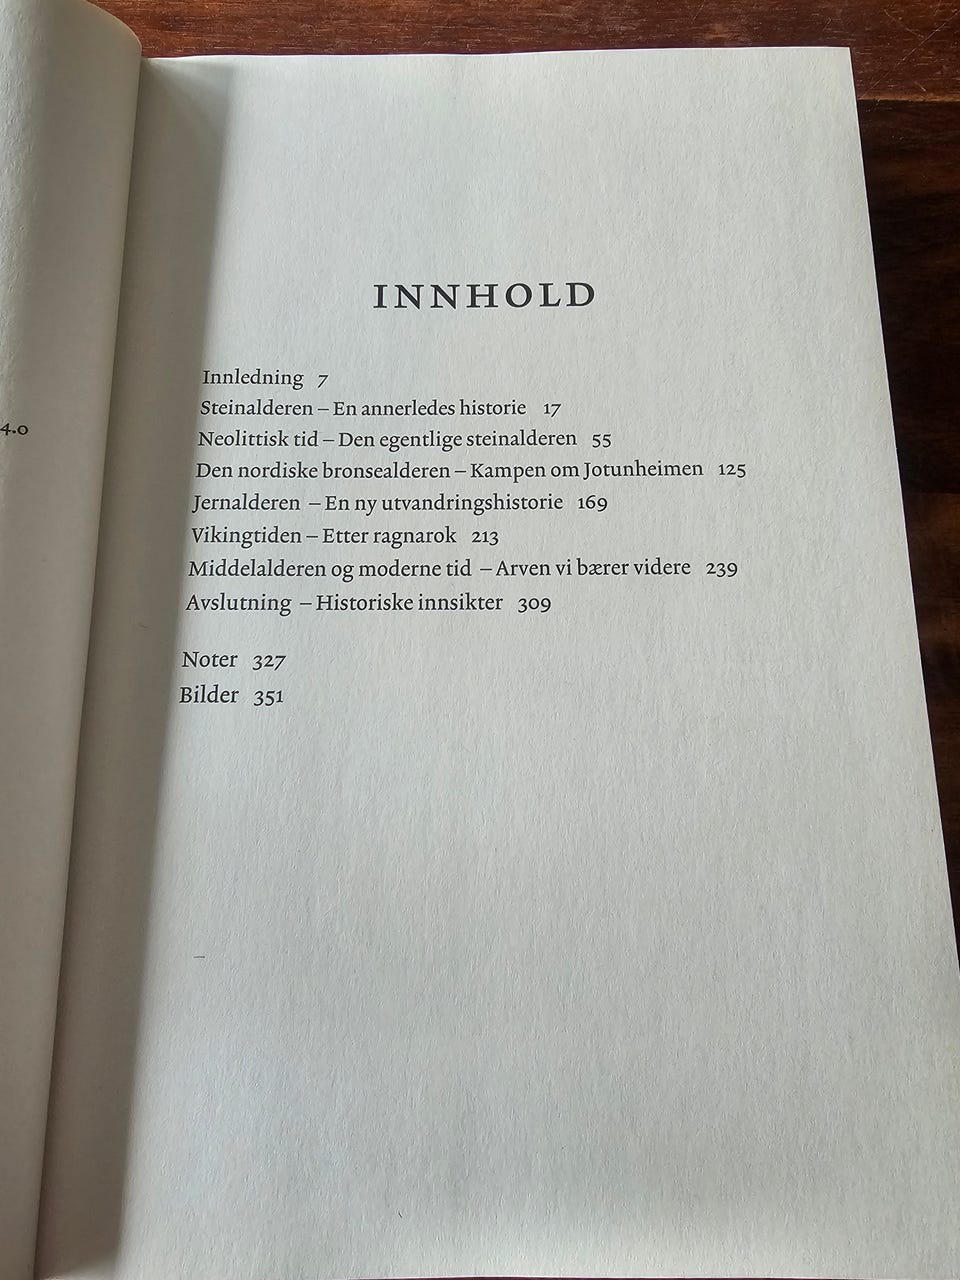 4.0
INNHOLD
Innledning 7
Steinalderen – En annerledes historie 17
Neolittisk tid – Den egentlige steinalderen 55
Den nordiske bronsealderen – Kampen om Jotunheimen 125
Jernalderen – En ny utvandringshistorie 169
Vikingtiden – Etter ragnarok 213
Middelalderen og moderne tid – Arven vi bærer videre 239
Avslutning – Historiske innsikter 309
Noter 327
Bilder 351